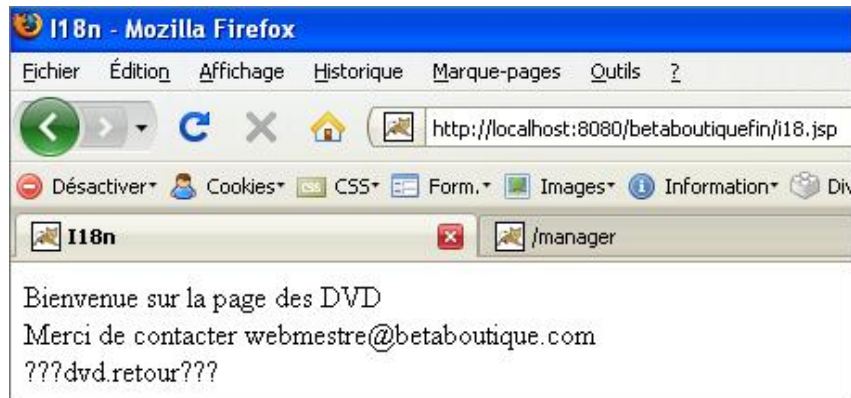 I18n - Mozilla Firefox
Fichier Édition Affichage Historique Marque-pages Outils ?
http://localhost:8080/betaboutiquefin/i18.jsp
Désactiver Cookies CSS Form. Images Information Div
I18n /manager
Bienvenue sur la page des DVD
Merci de contacter webmestre@betaboutique.com
???dvd.retour???